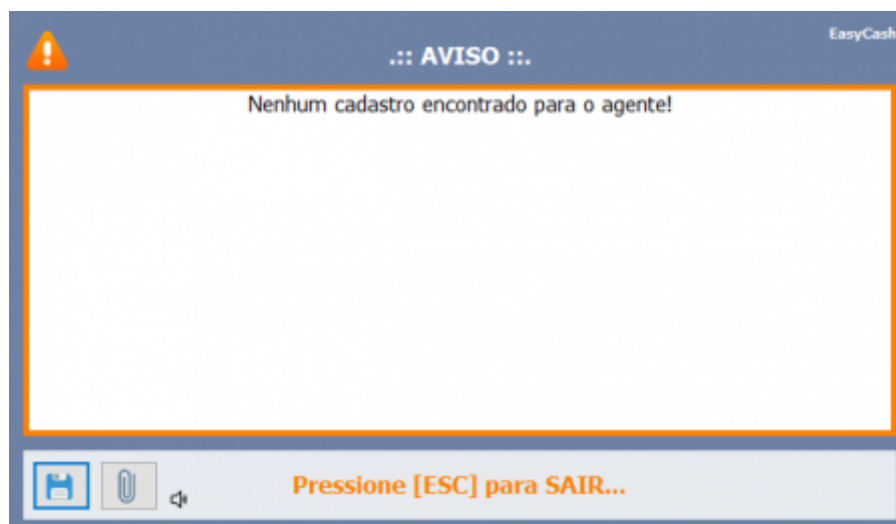 EasyCash
.:: AVISO ::.
Nenhum cadastro encontrado para o agente!
Pressione [ESC] para SAIR...